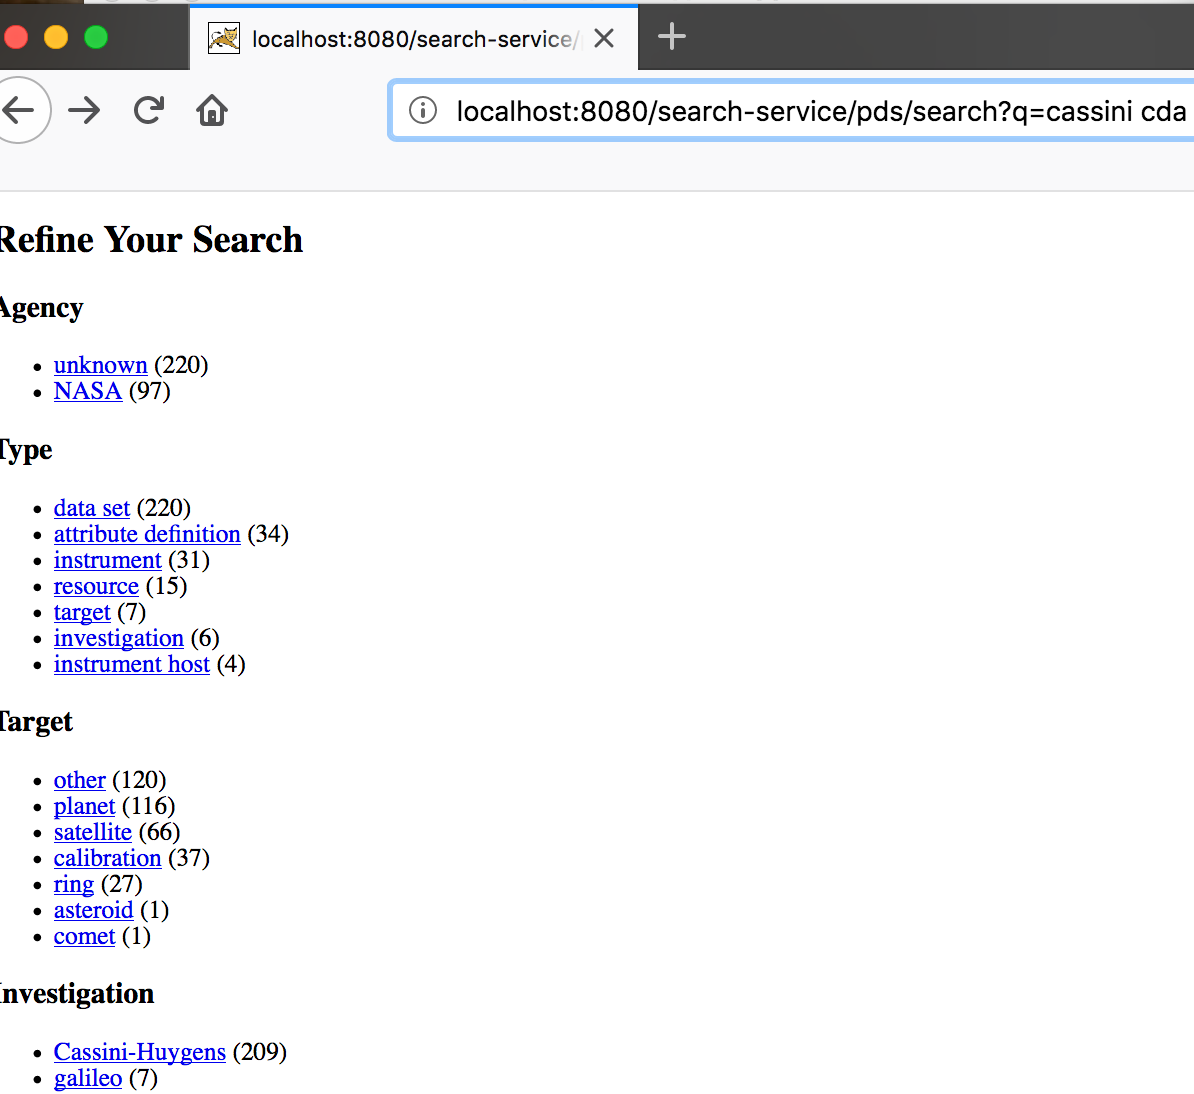 localhost:8080/search-service/
localhost:8080/search-service/pds/search?q=cassini cda
Refine Your Search
Agency
• unknown (220)
• NASA (97)
Type
• data set (220)
• attribute definition (34)
• instrument (31)
• resource (15)
• target (7)
• investigation (6)
• instrument host (4)
Target
• other (120)
• planet (116)
• satellite (66)
• calibration (37)
• ring (27)
• asteroid (1)
• comet (1)
Investigation
• Cassini-Huygens (209)
• galileo (7)